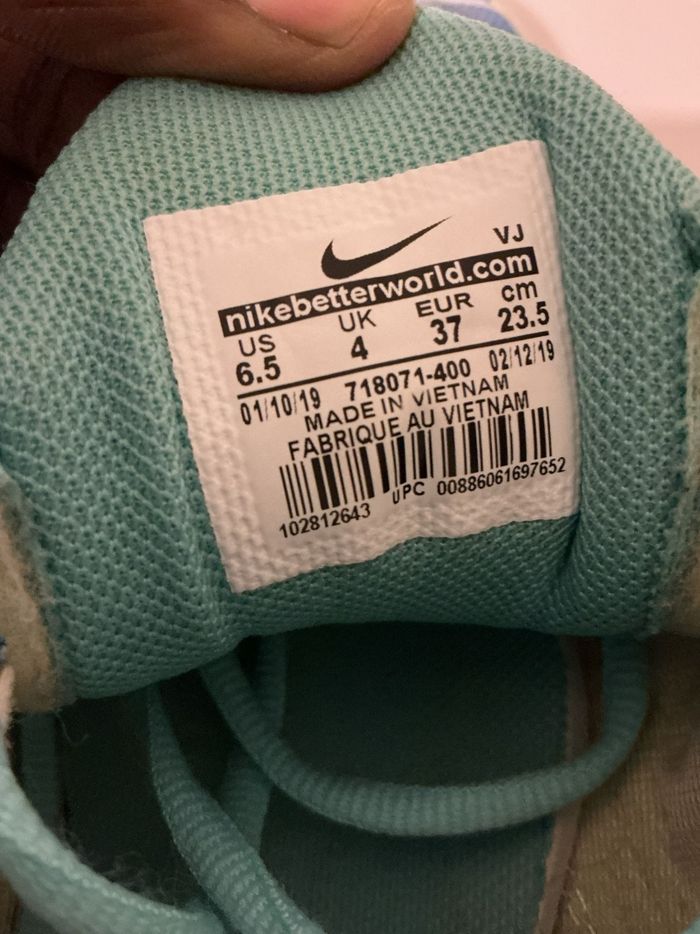 VJ
nikebetterworld.com
US UK EUR cm
6.5 4 37 23.5
01/10/19 718071-400 02/12/19
MADE IN VIETNAM
FABRIQUE AU VIETNAM
102812643 UPC 00886061697652